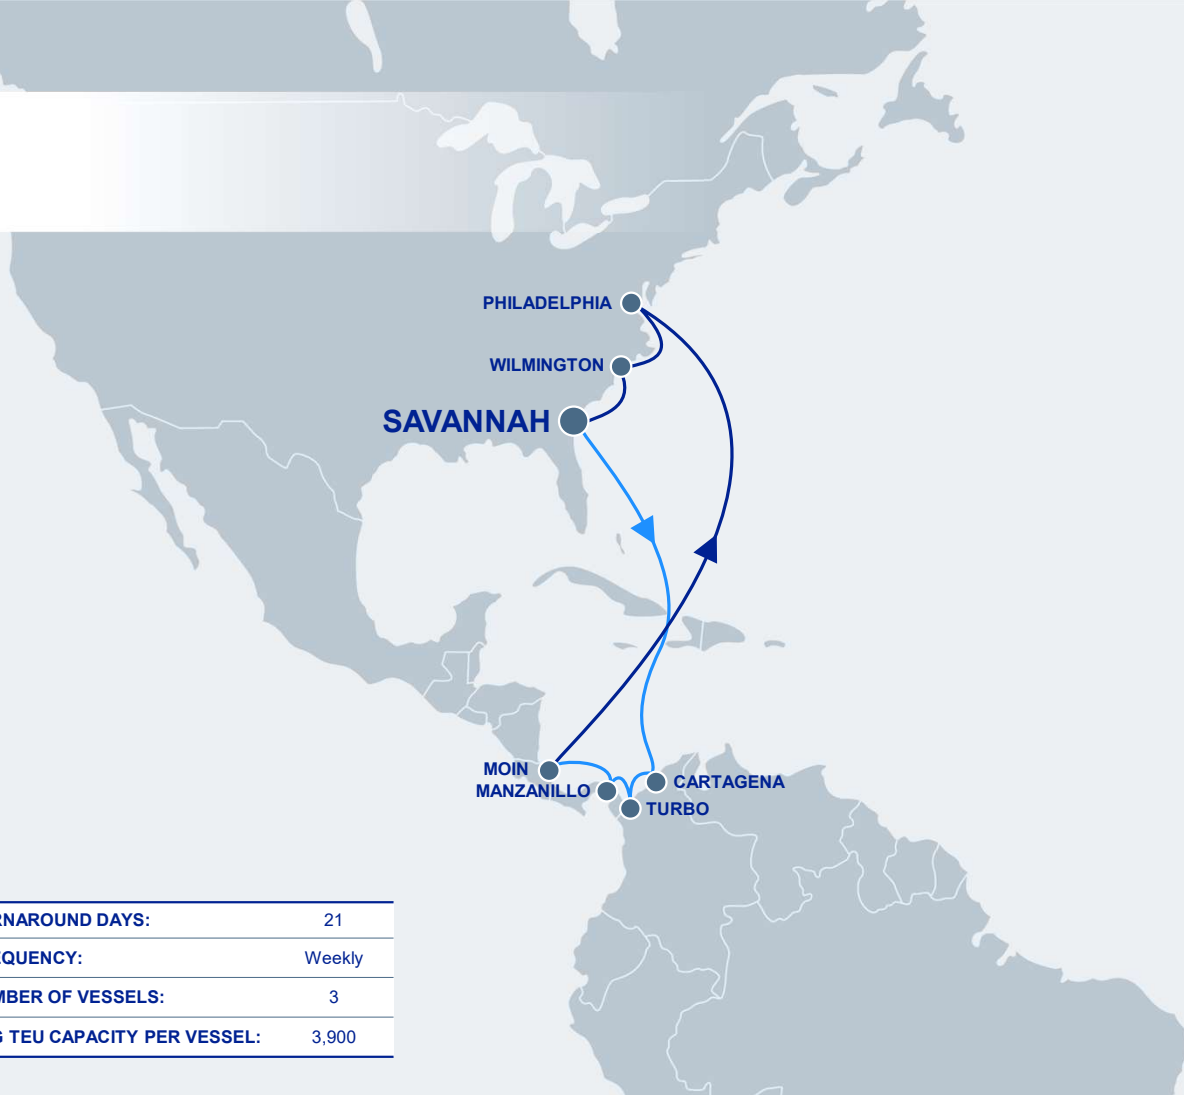 PHILADELPHIA
WILMINGTON
SAVANNAH
MOIN
MANZANILLO
CARTAGENA
TURBO
RNAROUND DAYS: 21
EQUENCY: Weekly
MBER OF VESSELS: 3
G TEU CAPACITY PER VESSEL: 3,900